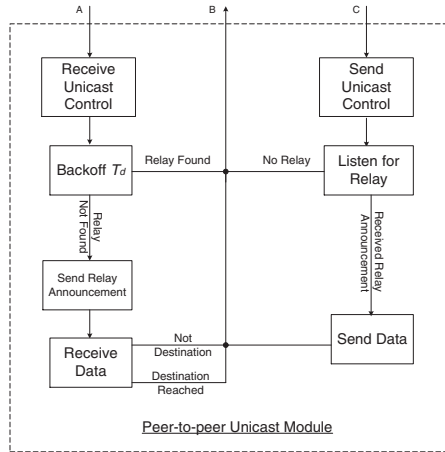 A
B
C
Receive
Unicast
Control
Send
Unicast
Control
Backoff Td
Relay Found
No Relay
Listen for
Relay
Relay
Not Found
Received Relay
Announcement
Send Relay
Announcement
Receive
Data
Not
Destination
Destination
Reached
Send Data
Peer-to-peer Unicast Module